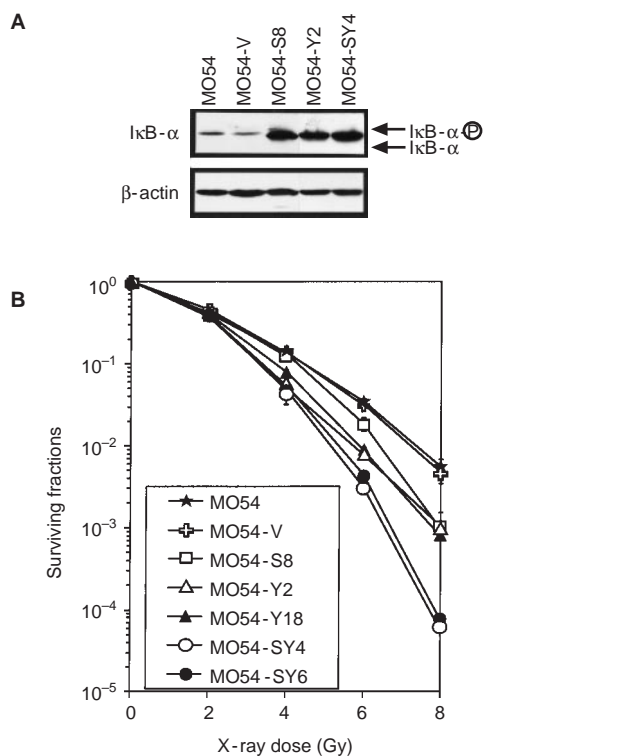 A
MO54
MO54-V
MO54-S8
MO54-Y2
MO54-SY4
IκB-α
IκB-α-P
IκB-α
β-actin
B
Surviving fractions
10⁰
10⁻¹
10⁻²
10⁻³
10⁻⁴
10⁻⁵
MO54
MO54-V
MO54-S8
MO54-Y2
MO54-Y18
MO54-SY4
MO54-SY6
0 2 4 6 8
X-ray dose (Gy)